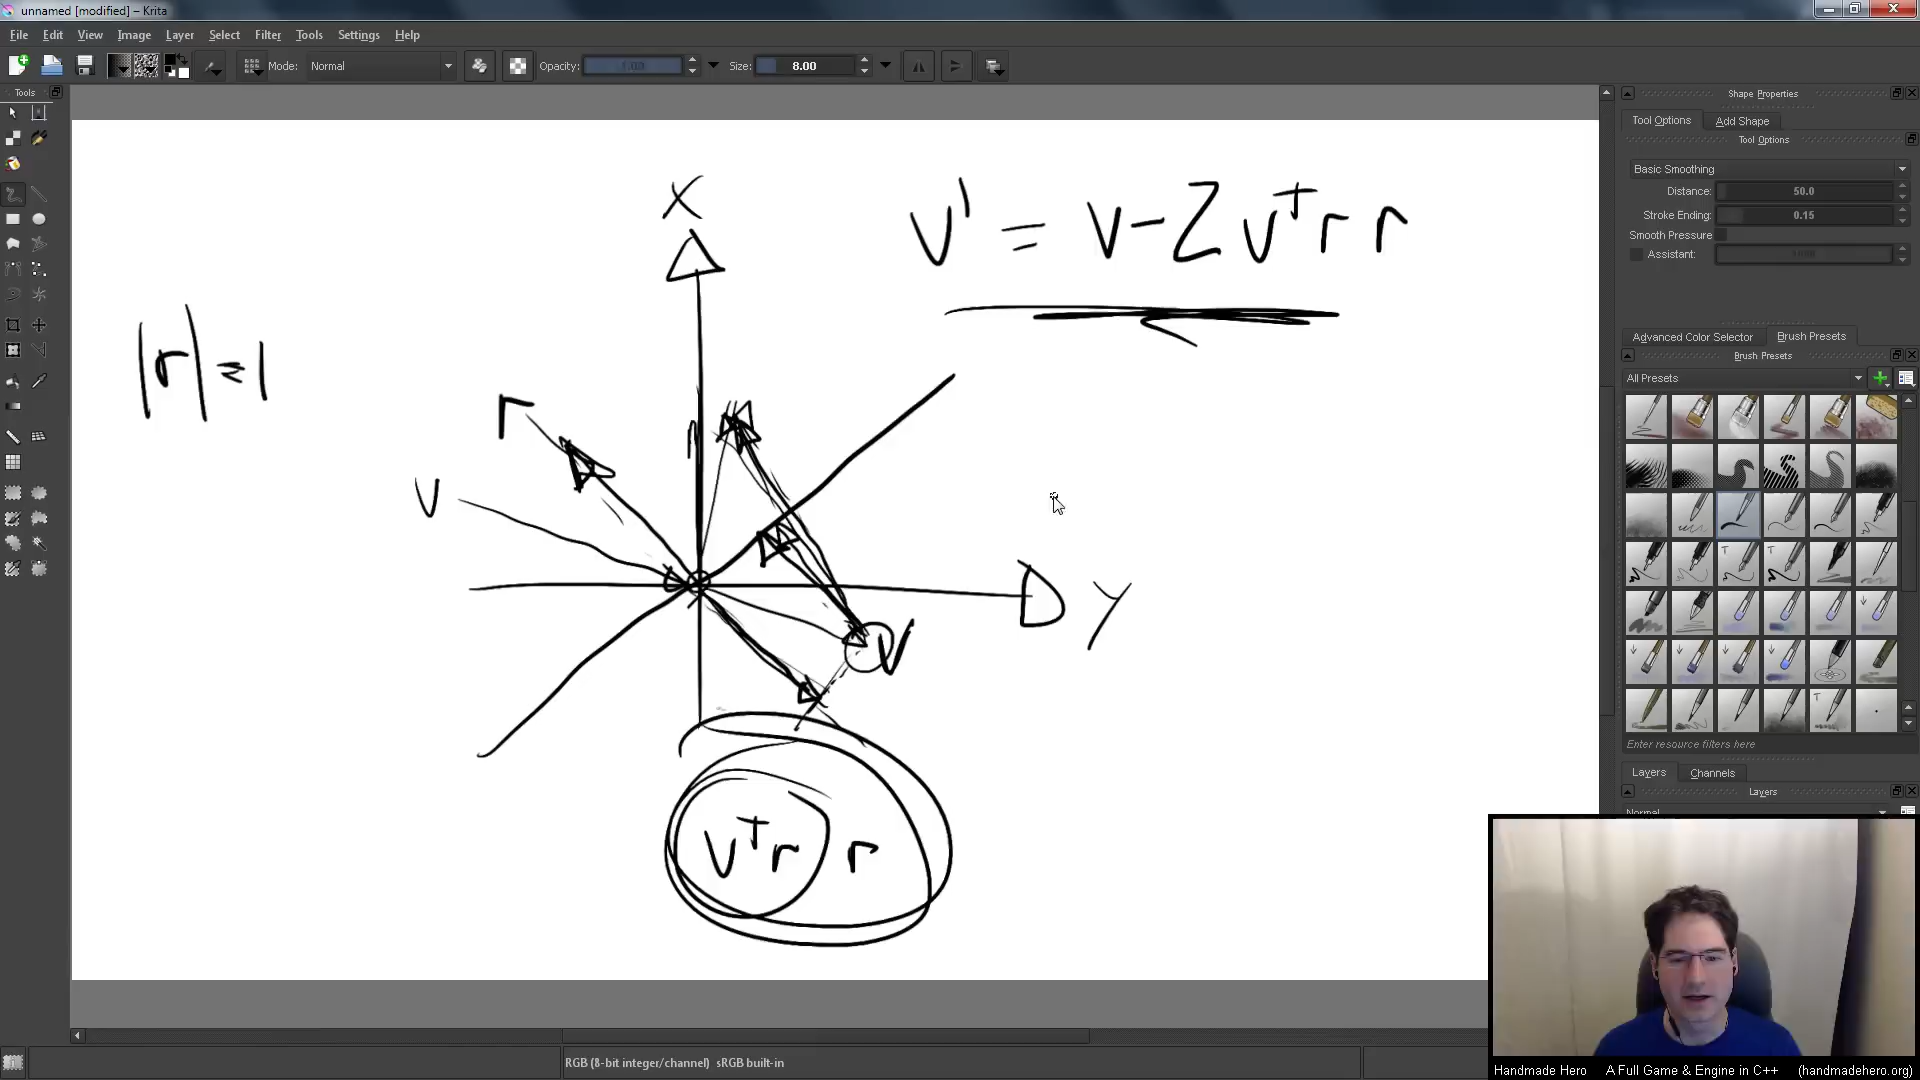 unnamed [modified] – Krita
File Edit View Image Layer Select Filter Tools Settings Help
Mode: Normal Opacity: 1.00 Size: 8.00
Tools
Shape Properties
Tool Options Add Shape
Tool Options
Basic Smoothing
Distance: 50.0
Stroke Ending: 0.15
Smooth Pressure
Assistant:
Advanced Color Selector Brush Presets
Brush Presets
All Presets
Enter resource filters here
Layers Channels
Layers
Normal
X
v' = v - 2 v^T r r
|r| = 1
r
v
v
y
v^T r r
RGB (8-bit integer/channel) sRGB built-in
Handmade Hero A Full Game & Engine in C++ (handmadehero.org)